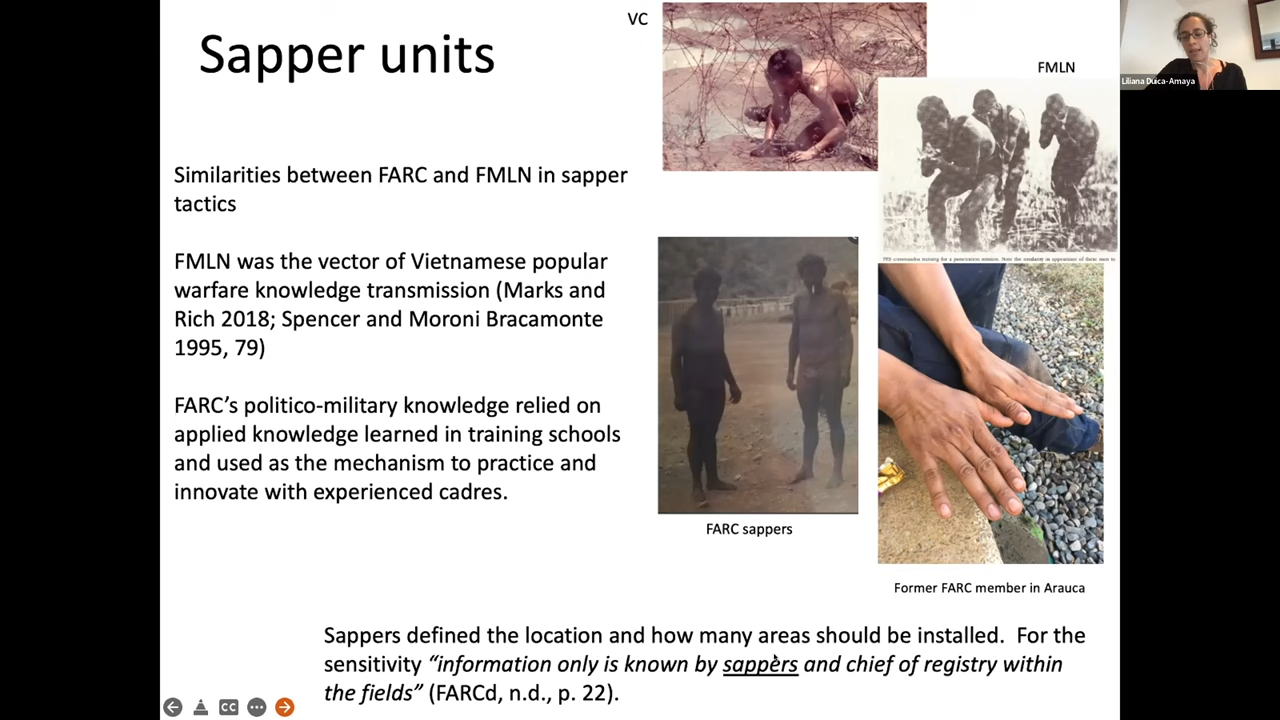 VC
Sapper units
FMLN
Liliana Duica-Amaya
Similarities between FARC and FMLN in sapper
tactics
FMLN was the vector of Vietnamese popular
warfare knowledge transmission (Marks and
Rich 2018; Spencer and Moroni Bracamonte
1995, 79)
FARC’s politico-military knowledge relied on
applied knowledge learned in training schools
and used as the mechanism to practice and
innovate with experienced cadres.
FARC sappers
Former FARC member in Arauca
Sappers defined the location and how many areas should be installed.  For the
sensitivity “information only is known by sappers and chief of registry within
the fields” (FARCd, n.d., p. 22).
CC